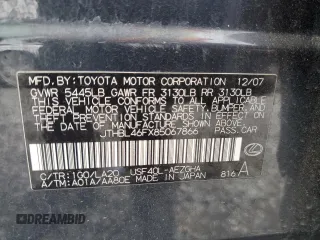 MFD. BY: TOYOTA MOTOR CORPORATION 12/07
GVWR 5445LB GAWR FR 3130LB RR 3130LB
THIS VEHICLE CONFORMS TO ALL APPLICABLE
FEDERAL MOTOR VEHICLE SAFETY, BUMPER, AND
THEFT PREVENTION STANDARDS IN EFFECT ON
THE DATE OF MANUFACTURE SHOWN ABOVE.
JTHBL46FX85067866
PASS. CAR
C/TR: 1G0/LA20 USF40L-AEZGHA
A/TM: A01A/AA80E MADE IN JAPAN 816 A